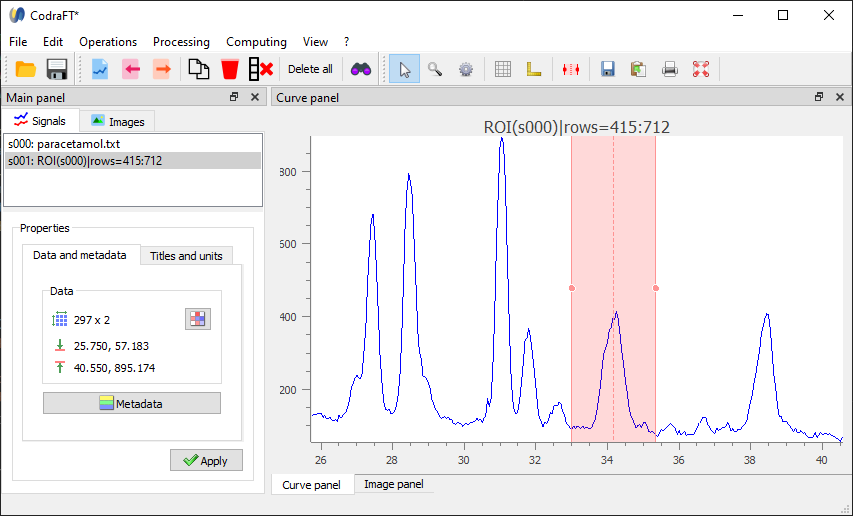 CodraFT*
File Edit Operations Processing Computing View ?
Delete all
Main panel
Curve panel
Signals Images
s000: paracetamol.txt
s001: ROI(s000)|rows=415:712
Properties
Data and metadata Titles and units
Data
297 x 2
25.750, 57.183
40.550, 895.174
Metadata
Apply
ROI(s000)|rows=415:712
800
600
400
200
26 28 30 32 34 36 38 40
Curve panel Image panel